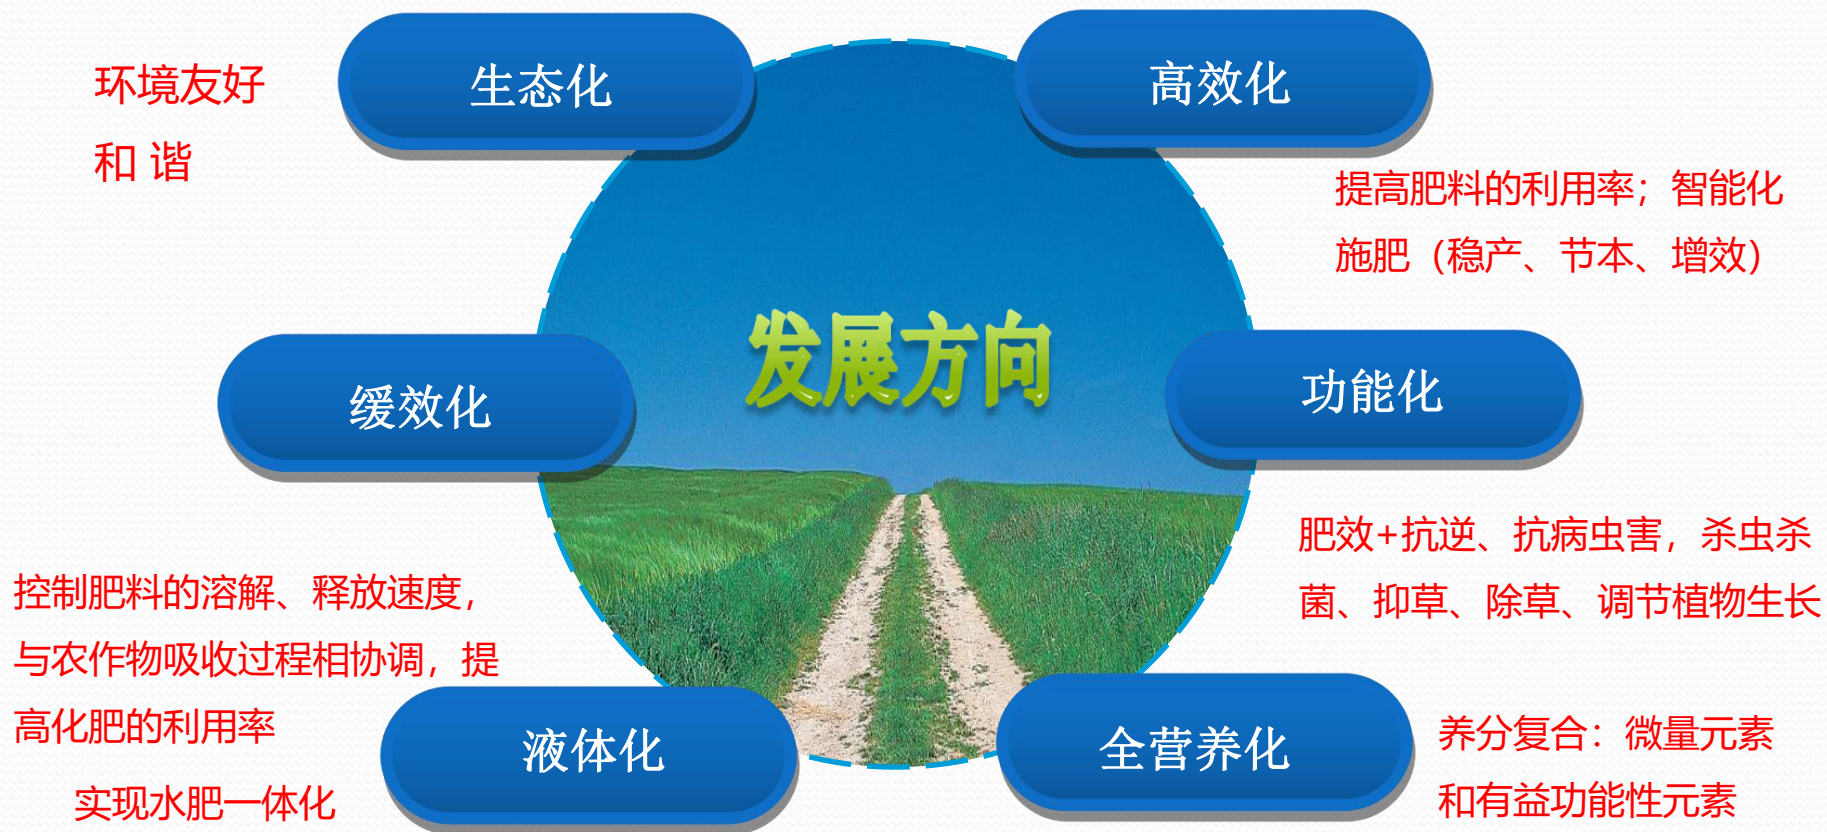 生态化
环境友好
和 谐
高效化
提高肥料的利用率；智能化
施肥（稳产、节本、增效）
发展方向
缓效化
控制肥料的溶解、释放速度，
与农作物吸收过程相协调，提
高化肥的利用率
功能化
肥效+抗逆、抗病虫害，杀虫杀
菌、抑草、除草、调节植物生长
液体化
实现水肥一体化
全营养化
养分复合：微量元素
和有益功能性元素